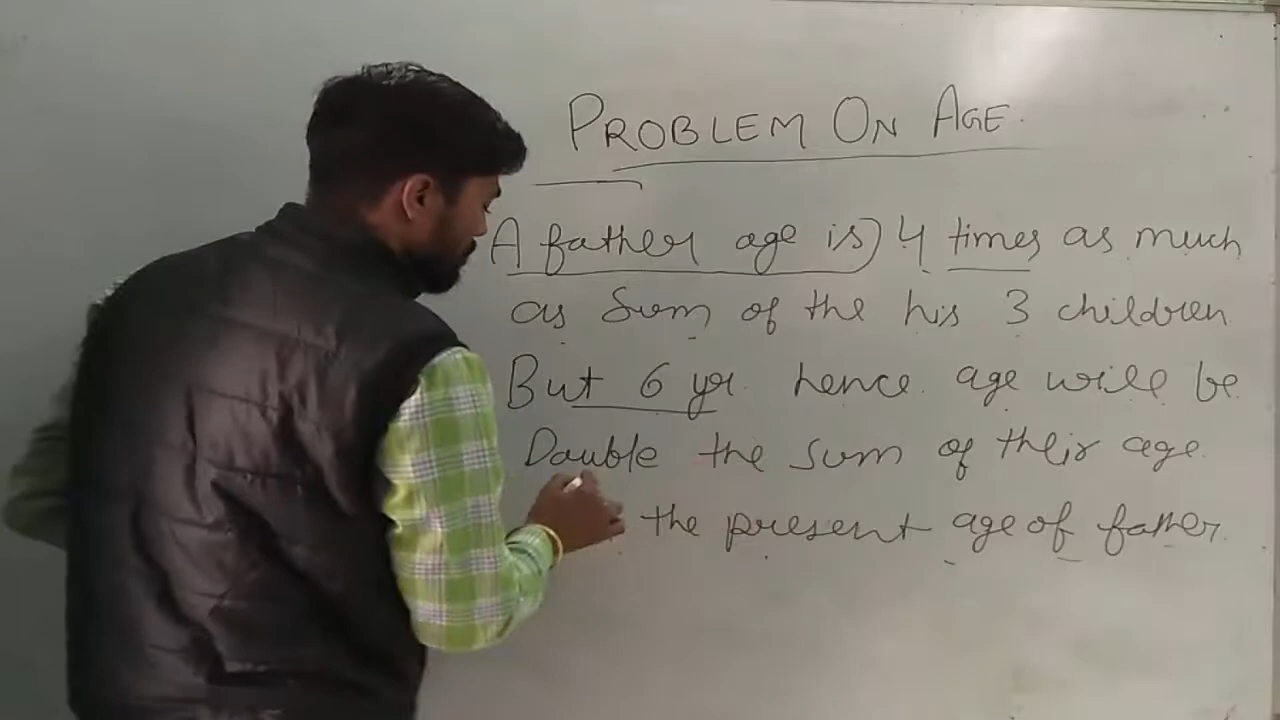 PROBLEM ON AGE.
A father age is) 4 times as much
as Sum of the his 3 children
But 6 yr. hence. age will be
Double the sum of their age.
the present age of father.